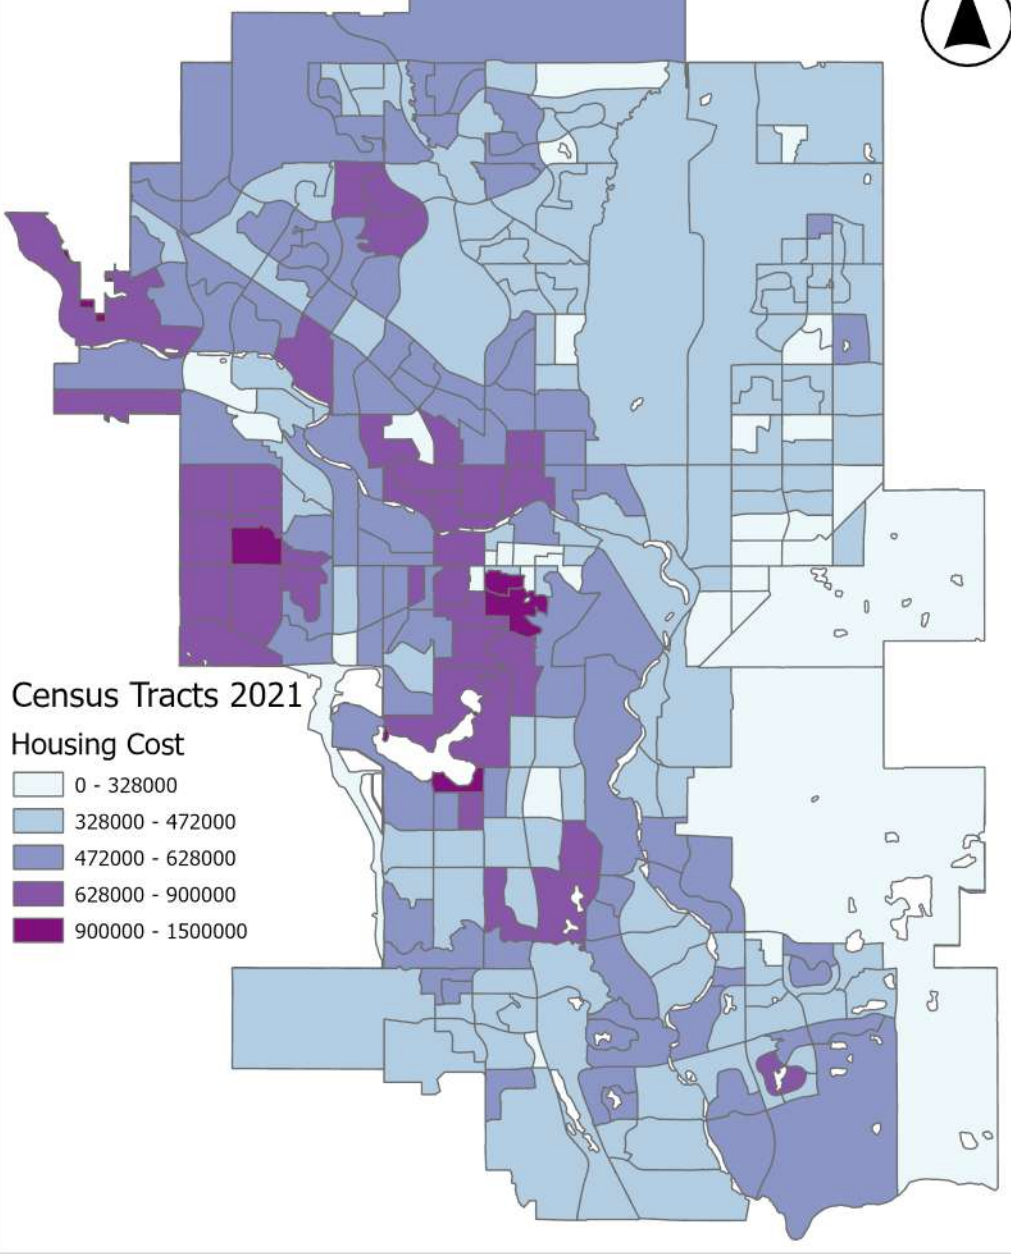 Census Tracts 2021
Housing Cost
0 - 328000
328000 - 472000
472000 - 628000
628000 - 900000
900000 - 1500000